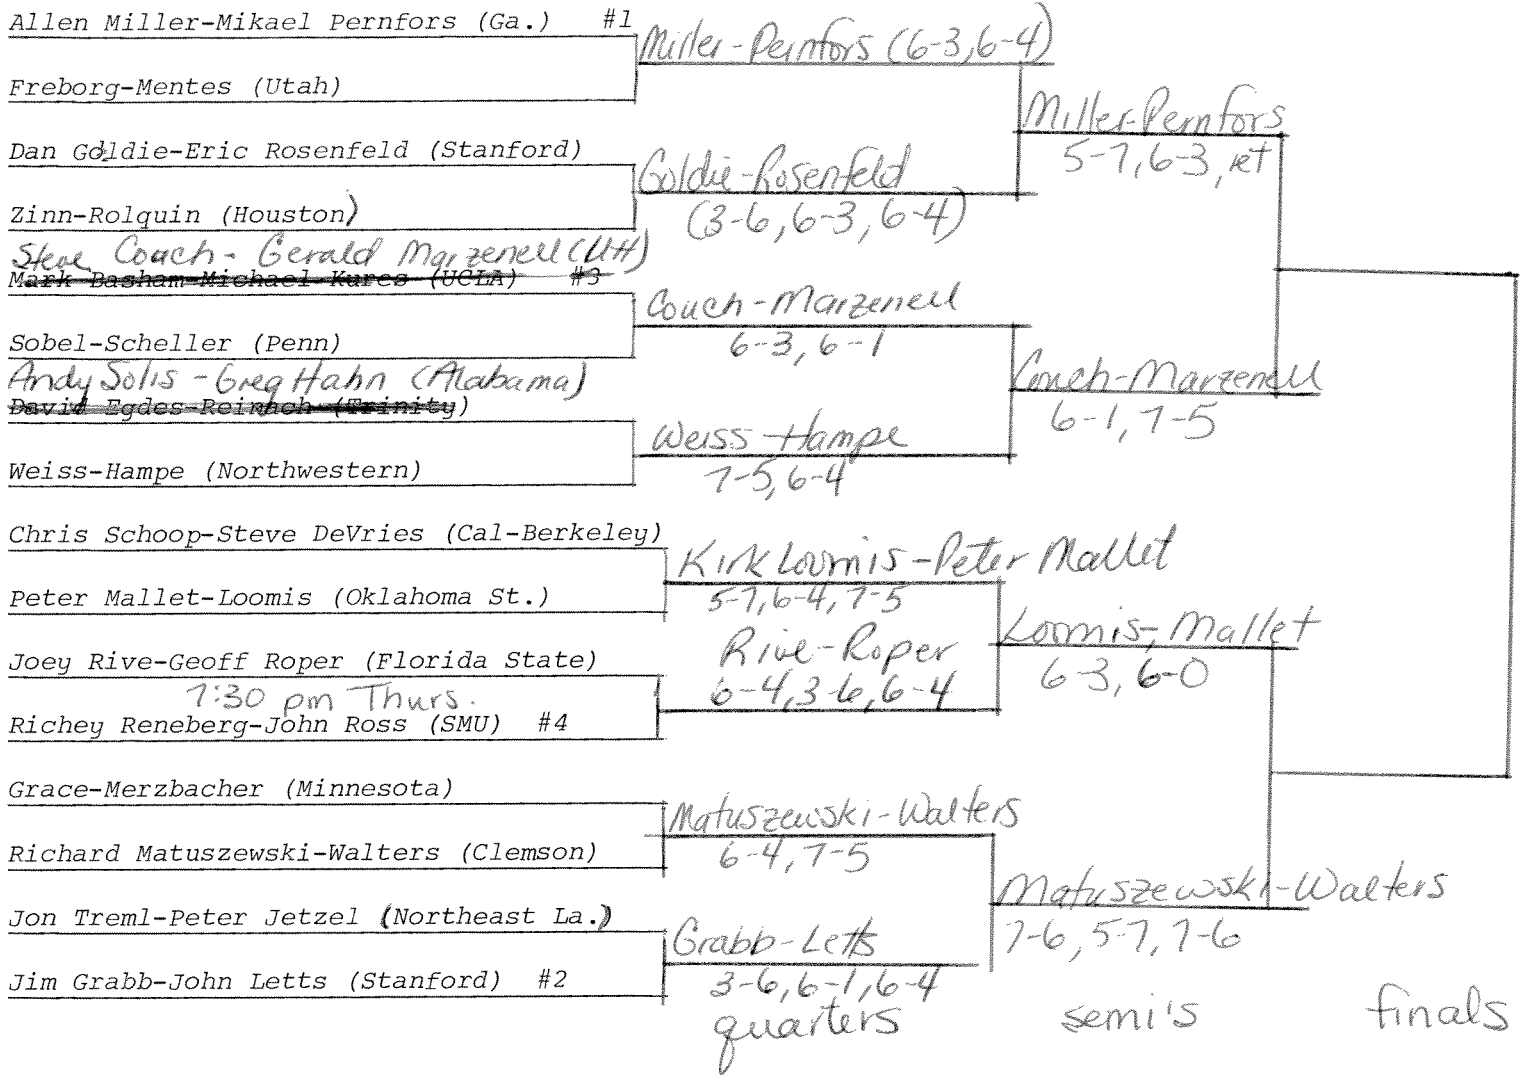 Allen Miller-Mikael Pernfors (Ga.) #1
Miller-Pernfors (6-3, 6-4)
Freborg-Mentes (Utah)
Miller-Pernfors
5-7, 6-3, ret
Dan Goldie-Eric Rosenfeld (Stanford)
Goldie-Rosenfeld
(3-6, 6-3, 6-4)
Zinn-Rolquin (Houston)
Steve Couch - Gerald Marzenell (UH)
Mark Basham-Michael Kures (UCLA) #3
Couch-Marzenell
6-3, 6-1
Sobel-Scheller (Penn)
Couch-Marzenell
6-1, 7-5
Andy Solis - Greg Hahn (Alabama)
David Egdes-Reinach (Trinity)
Weiss-Hampe
7-5, 6-4
Weiss-Hampe (Northwestern)
Chris Schoop-Steve DeVries (Cal-Berkeley)
Kirk Loomis-Peter Mallet
5-7, 6-4, 7-5
Peter Mallet-Loomis (Oklahoma St.)
Loomis-Mallet
6-3, 6-0
Joey Rive-Geoff Roper (Florida State)
Rive-Roper
6-4, 3-6, 6-4
7:30 pm Thurs.
Richey Reneberg-John Ross (SMU) #4
Grace-Merzbacher (Minnesota)
Matuszewski-Walters
6-4, 7-5
Richard Matuszewski-Walters (Clemson)
Matuszewski-Walters
7-6, 5-7, 7-6
Jon Treml-Peter Jetzel (Northeast La.)
Grabb-Letts
3-6, 6-1, 6-4
Jim Grabb-John Letts (Stanford) #2
quarters semi's finals